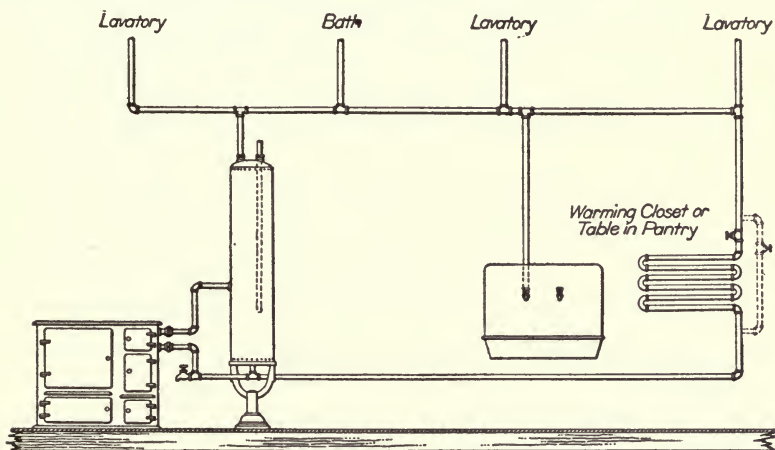 Lavatory
Bath
Lavatory
Lavatory
Warming Closet or
Table in Pantry